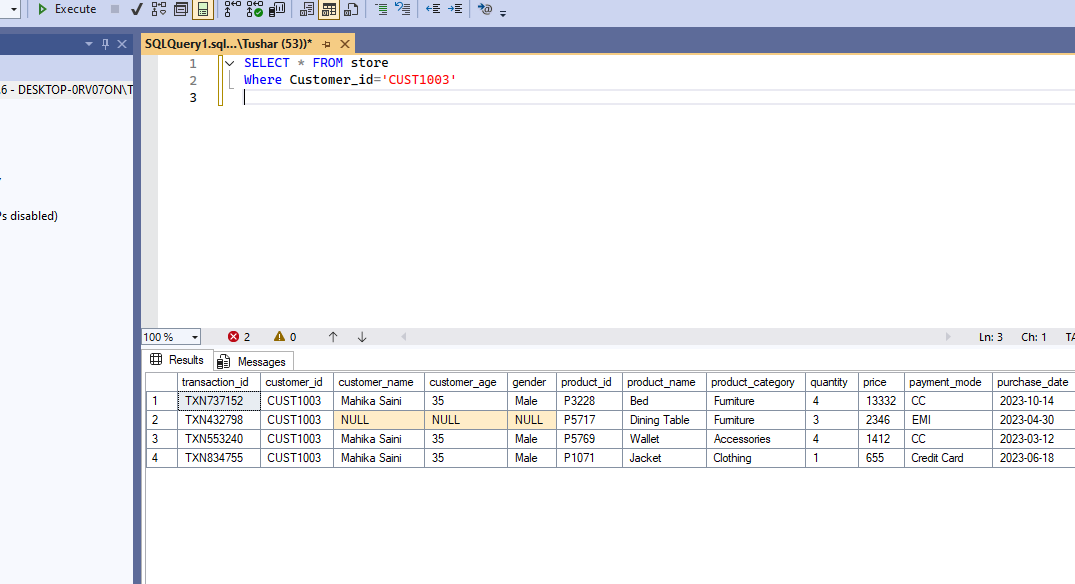 Execute
SQLQuery1.sql...\Tushar (53))*
.6 - DESKTOP-0RV07ON\T
's disabled)
1 SELECT * FROM store
2 Where Customer_id='CUST1003'
3
100 % 2 0 Ln: 3 Ch: 1 TA
Results Messages
transaction_id customer_id customer_name customer_age gender product_id product_name product_category quantity price payment_mode purchase_date
1 TXN737152 CUST1003 Mahika Saini 35 Male P3228 Bed Furniture 4 13332 CC 2023-10-14
2 TXN432798 CUST1003 NULL NULL NULL P5717 Dining Table Furniture 3 2346 EMI 2023-04-30
3 TXN553240 CUST1003 Mahika Saini 35 Male P5769 Wallet Accessories 4 1412 CC 2023-03-12
4 TXN834755 CUST1003 Mahika Saini 35 Male P1071 Jacket Clothing 1 655 Credit Card 2023-06-18